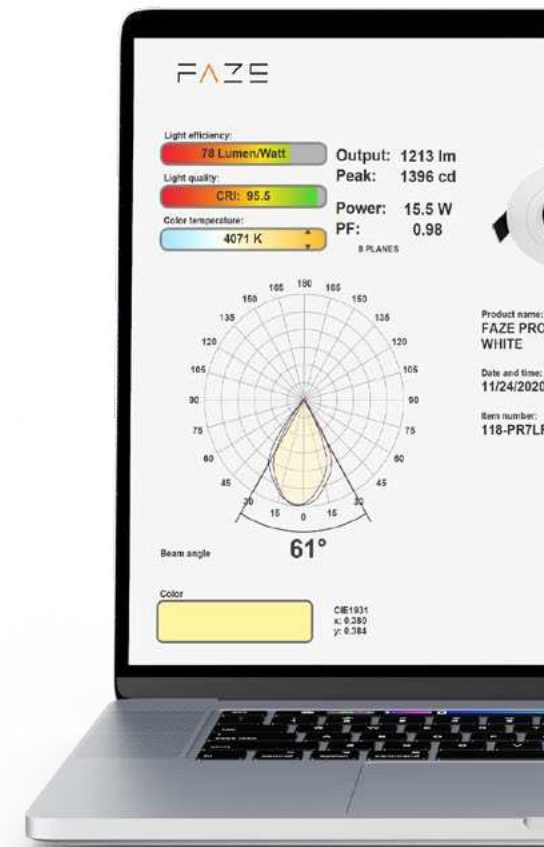 FAZE
Light efficiency:
78 Lumen/Watt
Light quality:
CRI: 95.5
Color temperature:
4071 K
Output: 1213 lm
Peak: 1396 cd
Power: 15.5 W
PF: 0.98
8 PLANES
180
165 165
150 150
135 135
120 120
105 105
90 90
75 75
60 60
45 45
30 30
15 0 15
Beam angle
61°
Color
CIE1931
x: 0.380
y: 0.384
Product name:
FAZE PRO
WHITE
Date and time:
11/24/2020
Item number: